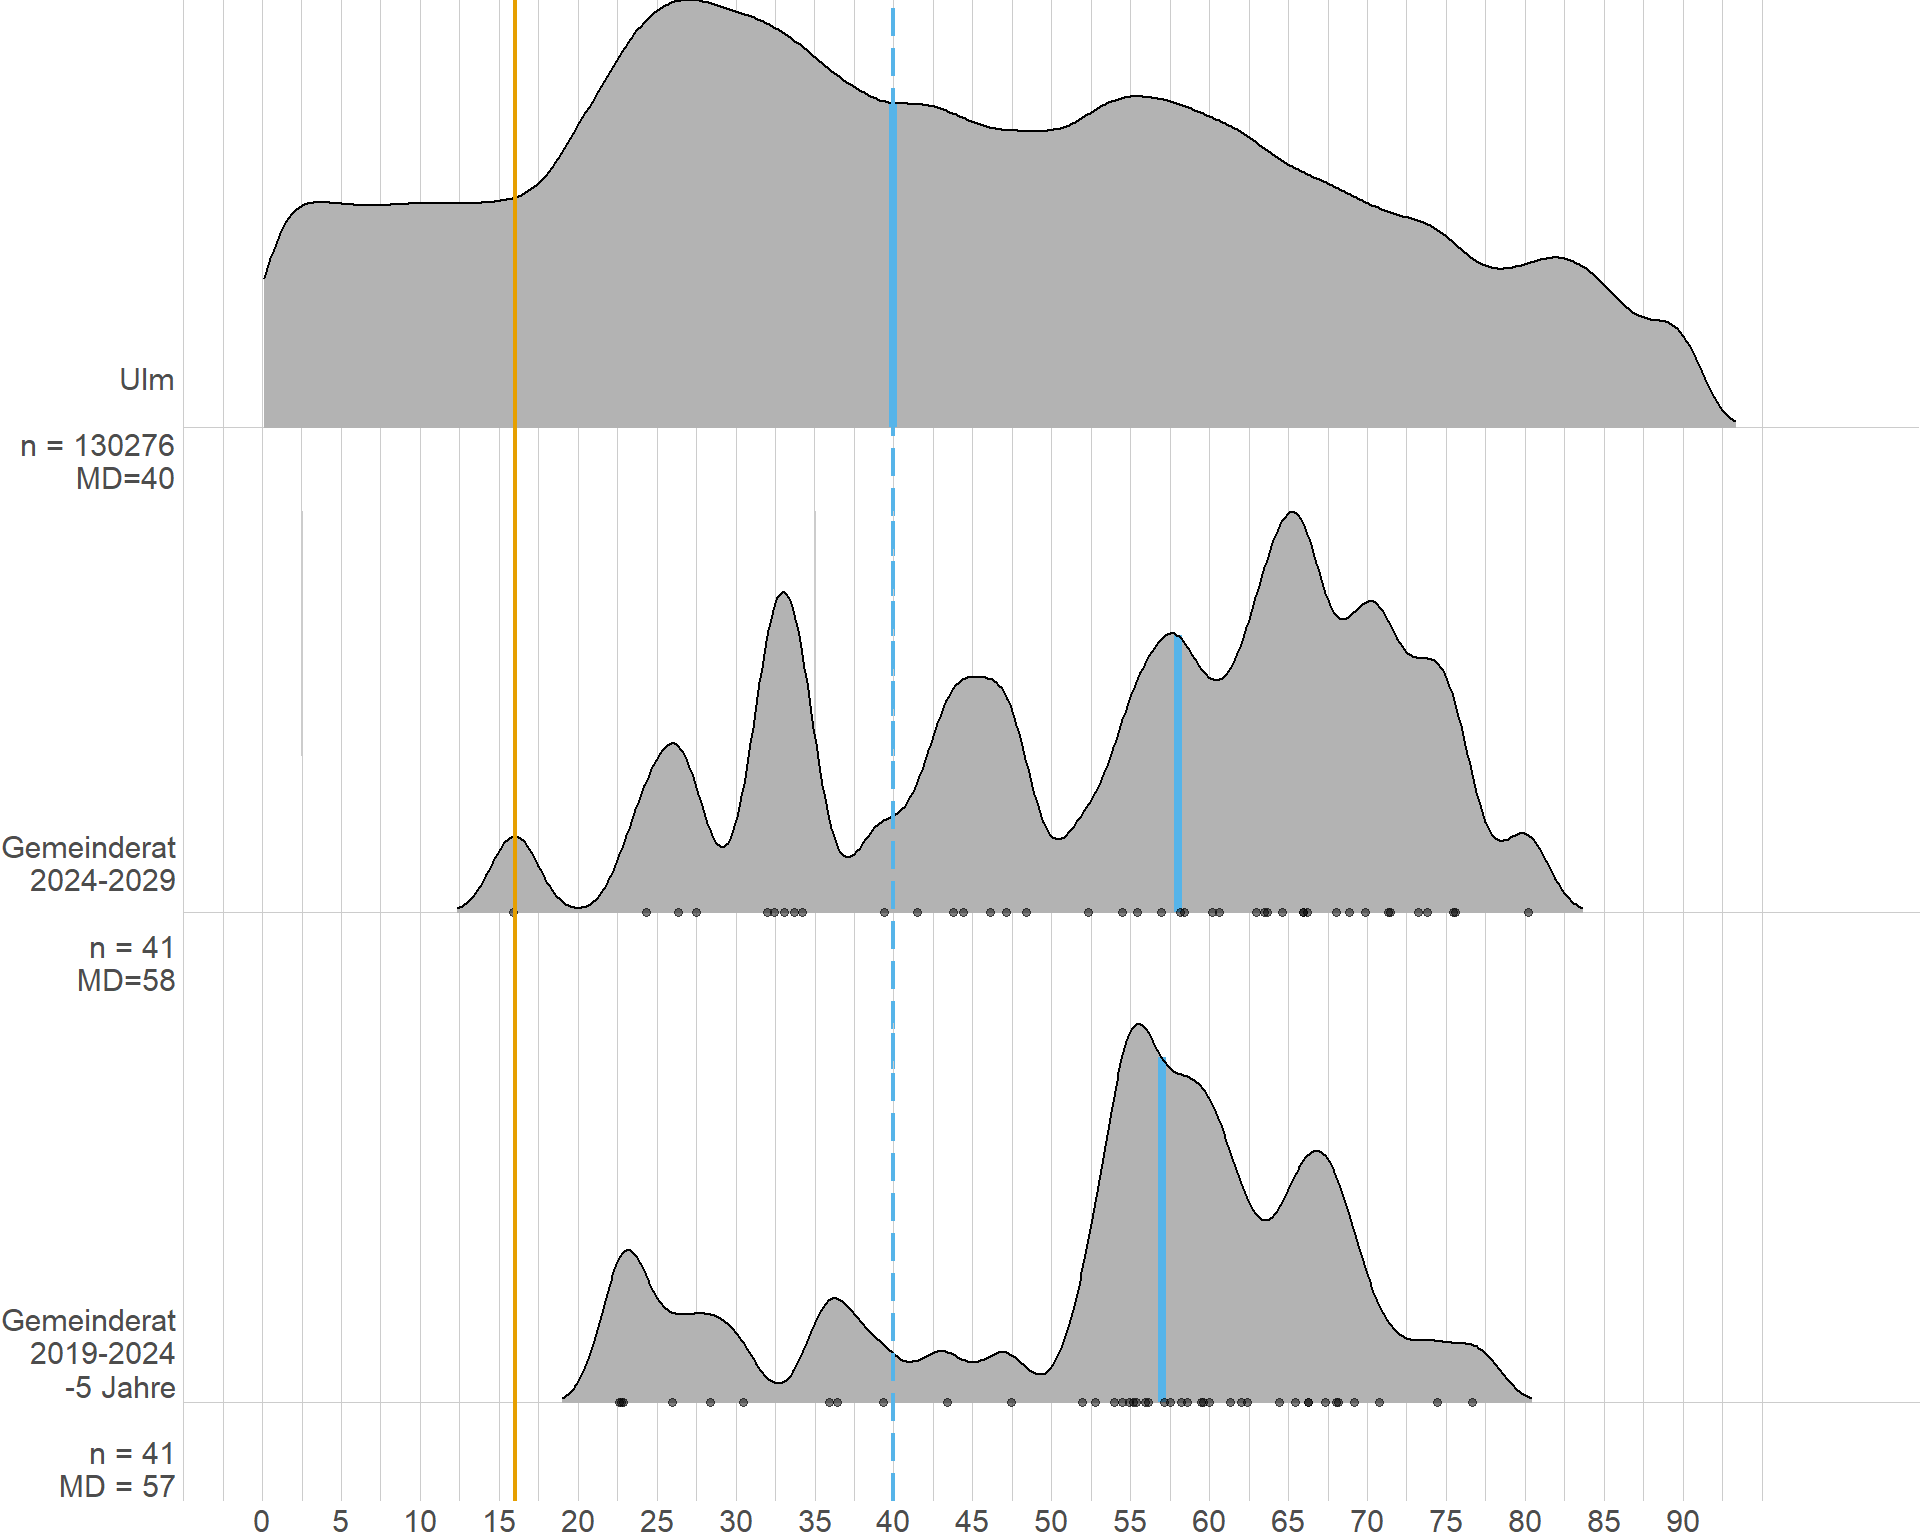 Ulm
n = 130276
MD=40
Gemeinderat
2024-2029
n = 41
MD=58
Gemeinderat
2019-2024
-5 Jahre
n = 41
MD = 57
0 5 10 15 20 25 30 35 40 45 50 55 60 65 70 75 80 85 90